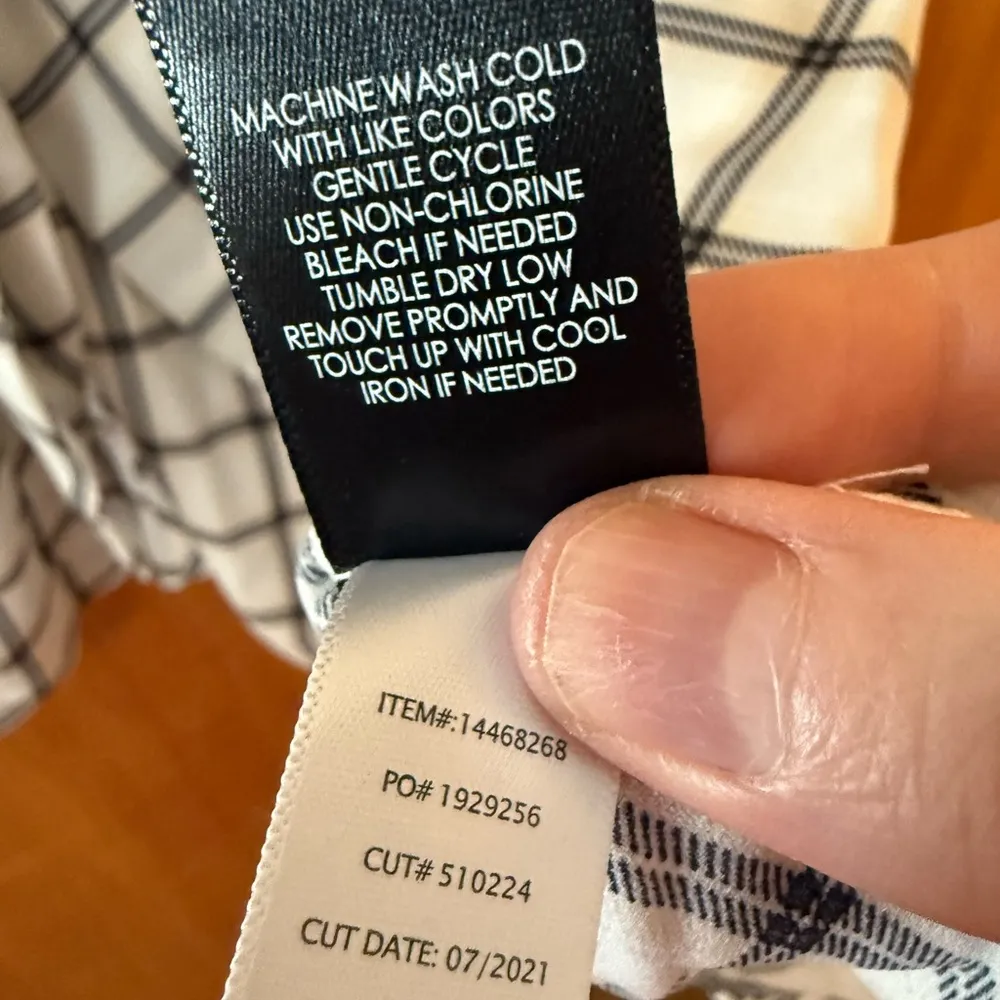 MACHINE WASH COLD
WITH LIKE COLORS
GENTLE CYCLE
USE NON-CHLORINE
BLEACH IF NEEDED
TUMBLE DRY LOW
REMOVE PROMPTLY AND
TOUCH UP WITH COOL
IRON IF NEEDED
ITEM#:14468268
PO# 1929256
CUT# 510224
CUT DATE: 07/2021